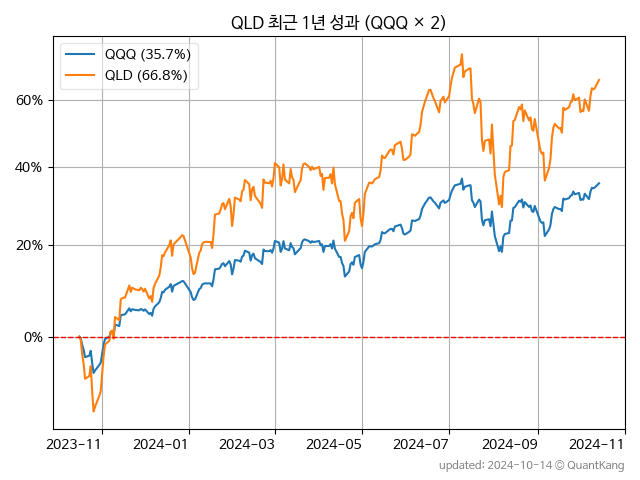 QLD 최근 1년 성과 (QQQ × 2)
QQQ (35.7%)
QLD (66.8%)
60%
40%
20%
0%
2023-11 2024-01 2024-03 2024-05 2024-07 2024-09 2024-11
updated: 2024-10-14 © QuantKang